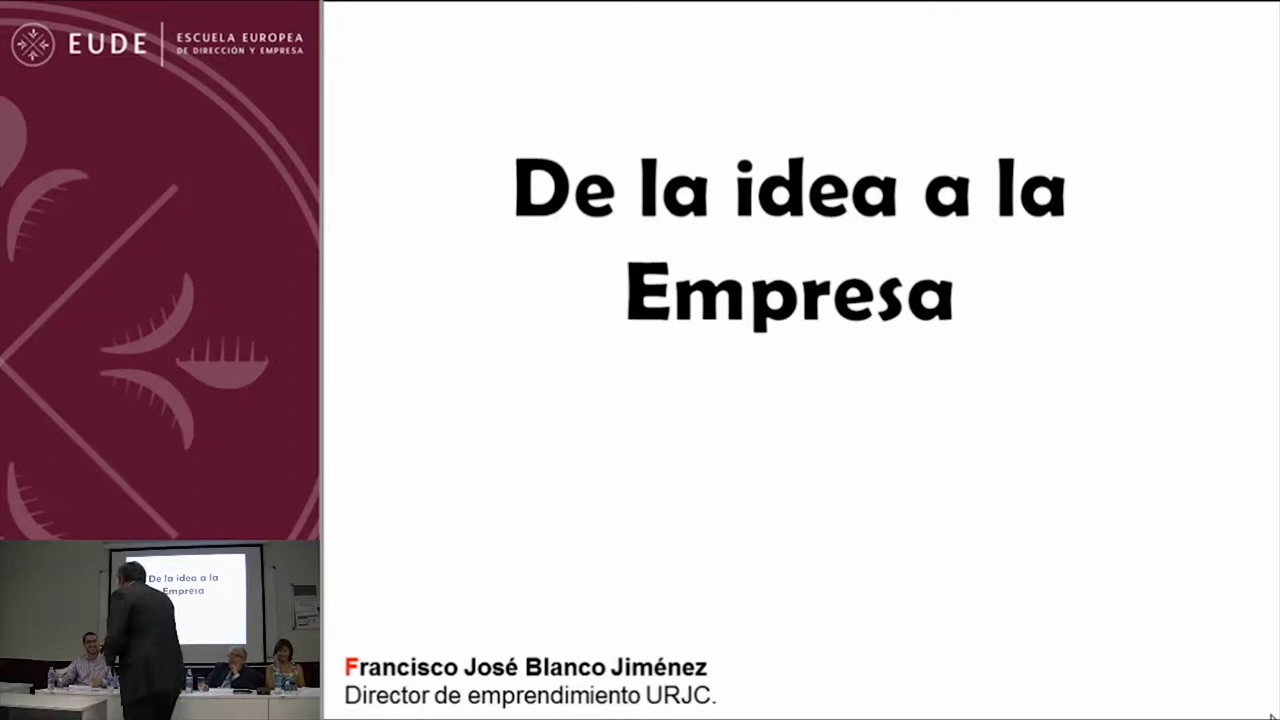 EUDE
ESCUELA EUROPEA
DE DIRECCIÓN Y EMPRESA
De la idea a la
Empresa
De la idea a la
Empresa
Francisco José Blanco Jiménez
Director de emprendimiento URJC.